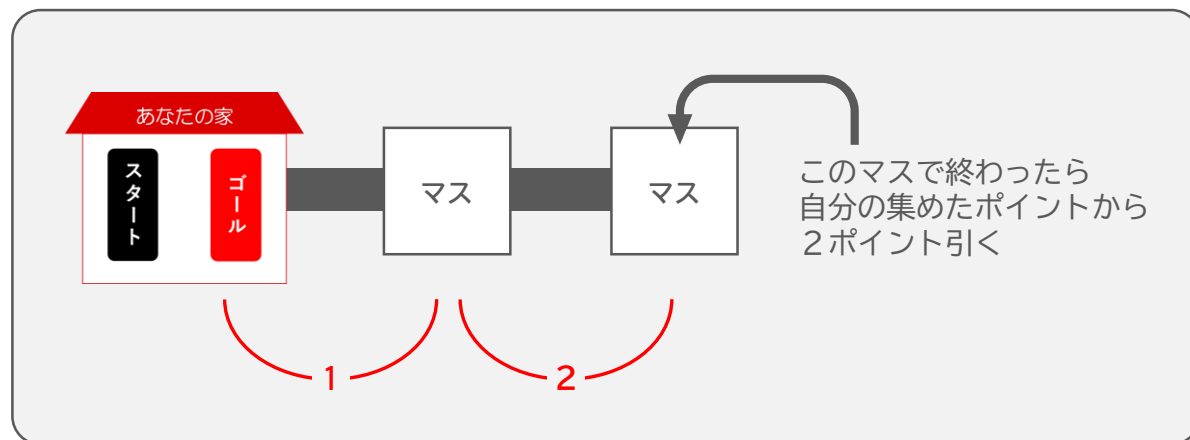 あなたの家
スタート
ゴール
マス
マス
このマスで終わったら
自分の集めたポイントから
２ポイント引く
1
2